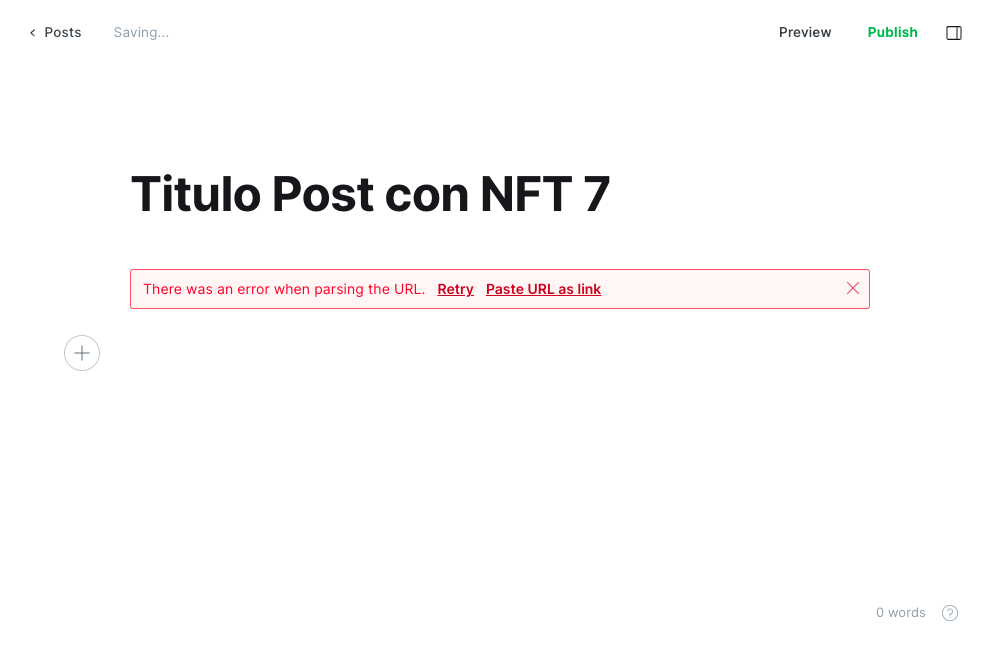 Posts Saving... Preview Publish
Titulo Post con NFT 7
There was an error when parsing the URL. Retry Paste URL as link
0 words